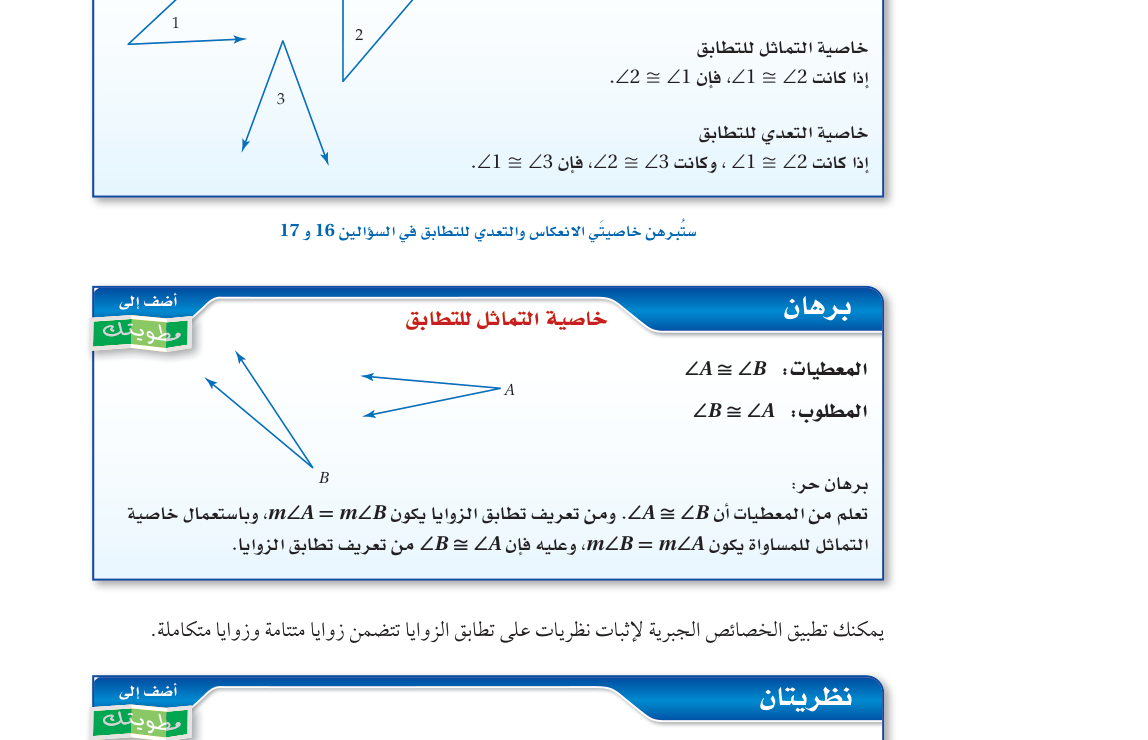 1
2
3
خاصية التماثل للتطابق
إذا كانت ∠1 ≅ ∠2، فإن ∠2 ≅ ∠1.
خاصية التعدي للتطابق
إذا كانت ∠1 ≅ ∠2 ، وكانت ∠2 ≅ ∠3، فإن ∠1 ≅ ∠3.
ستُبرهن خاصيتَي الانعكاس والتعدي للتطابق في السؤالين 16 و 17
برهان
أضف إلى
مطويتك
خاصية التماثل للتطابق
المعطيات: ∠A ≅ ∠B
A
المطلوب: ∠B ≅ ∠A
B
برهان حر:
تعلم من المعطيات أن ∠A ≅ ∠B. ومن تعريف تطابق الزوايا يكون m∠A = m∠B، وباستعمال خاصية
التماثل للمساواة يكون m∠B = m∠A، وعليه فإن ∠B ≅ ∠A من تعريف تطابق الزوايا.
يمكنك تطبيق الخصائص الجبرية لإثبات نظريات على تطابق الزوايا تتضمن زوايا متتامة وزوايا متكاملة.
نظريتان
أضف إلى
مطويتك